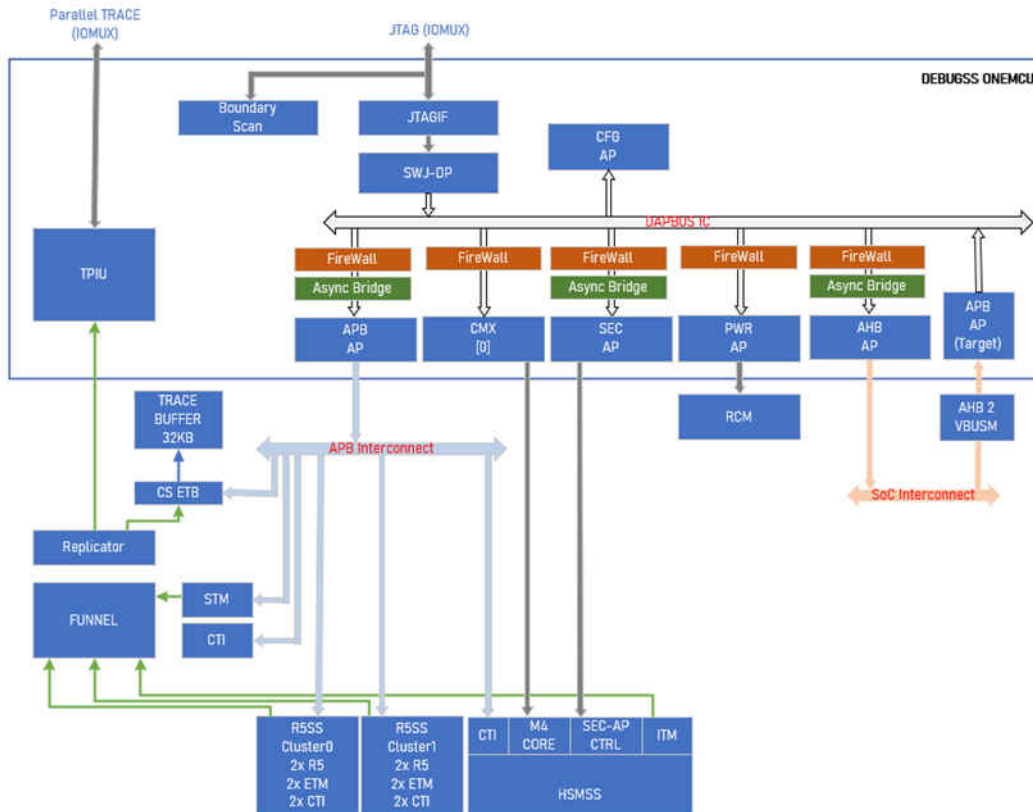 Parallel TRACE
(IOMUX)
JTAG (IOMUX)
DEBUGSS ONEMCU
Boundary
Scan
JTAGIF
CFG
AP
SWJ-DP
DAPBUS IC
TPIU
FireWall
FireWall
FireWall
FireWall
FireWall
Async Bridge
Async Bridge
Async Bridge
APB
AP
CMX
[0]
SEC
AP
PWR
AP
AHB
AP
APB
AP
(Target)
TRACE
BUFFER
32KB
RCM
AHB 2
VBUSM
APB Interconnect
CS ETB
SoC Interconnect
Replicator
FUNNEL
STM
CTI
R5SS
Cluster0
2x R5
2x ETM
2x CTI
R5SS
Cluster1
2x R5
2x ETM
2x CTI
CTI
M4
CORE
SEC-AP
CTRL
ITM
HSMSS